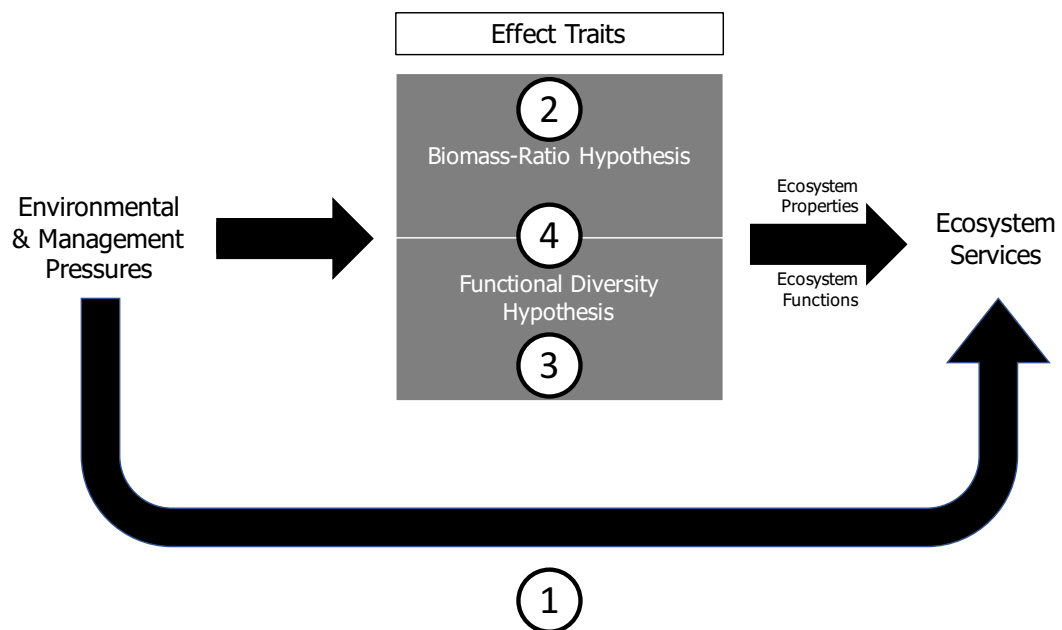 Effect Traits
2
Biomass-Ratio Hypothesis
4
Functional Diversity
Hypothesis
3
Environmental
& Management
Pressures
Ecosystem
Properties
Ecosystem
Functions
Ecosystem
Services
1